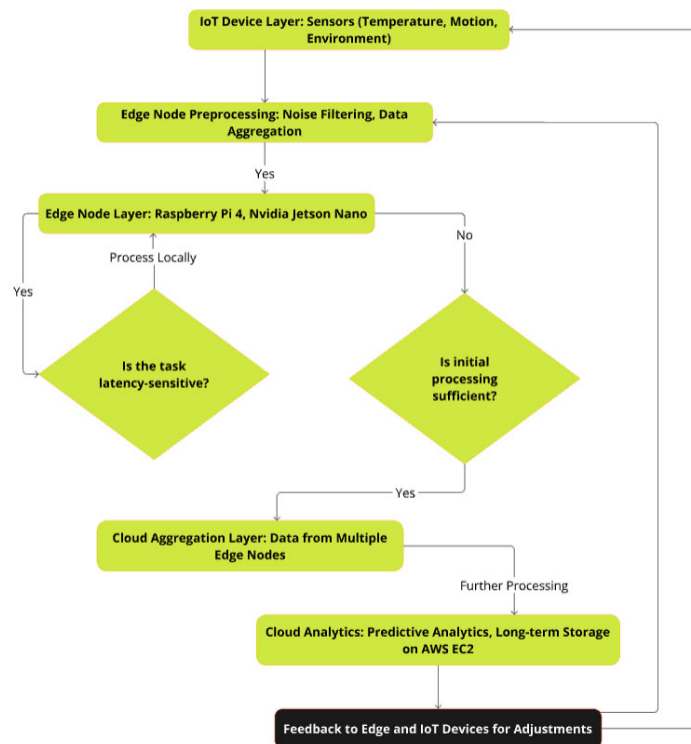 IoT Device Layer: Sensors (Temperature, Motion,
Environment)
Edge Node Preprocessing: Noise Filtering, Data
Aggregation
Yes
Edge Node Layer: Raspberry Pi 4, Nvidia Jetson Nano
No
Process Locally
Yes
Is the task
latency-sensitive?
Is initial
processing
sufficient?
Yes
Cloud Aggregation Layer: Data from Multiple
Edge Nodes
Further Processing
Cloud Analytics: Predictive Analytics, Long-term Storage
on AWS EC2
Feedback to Edge and IoT Devices for Adjustments